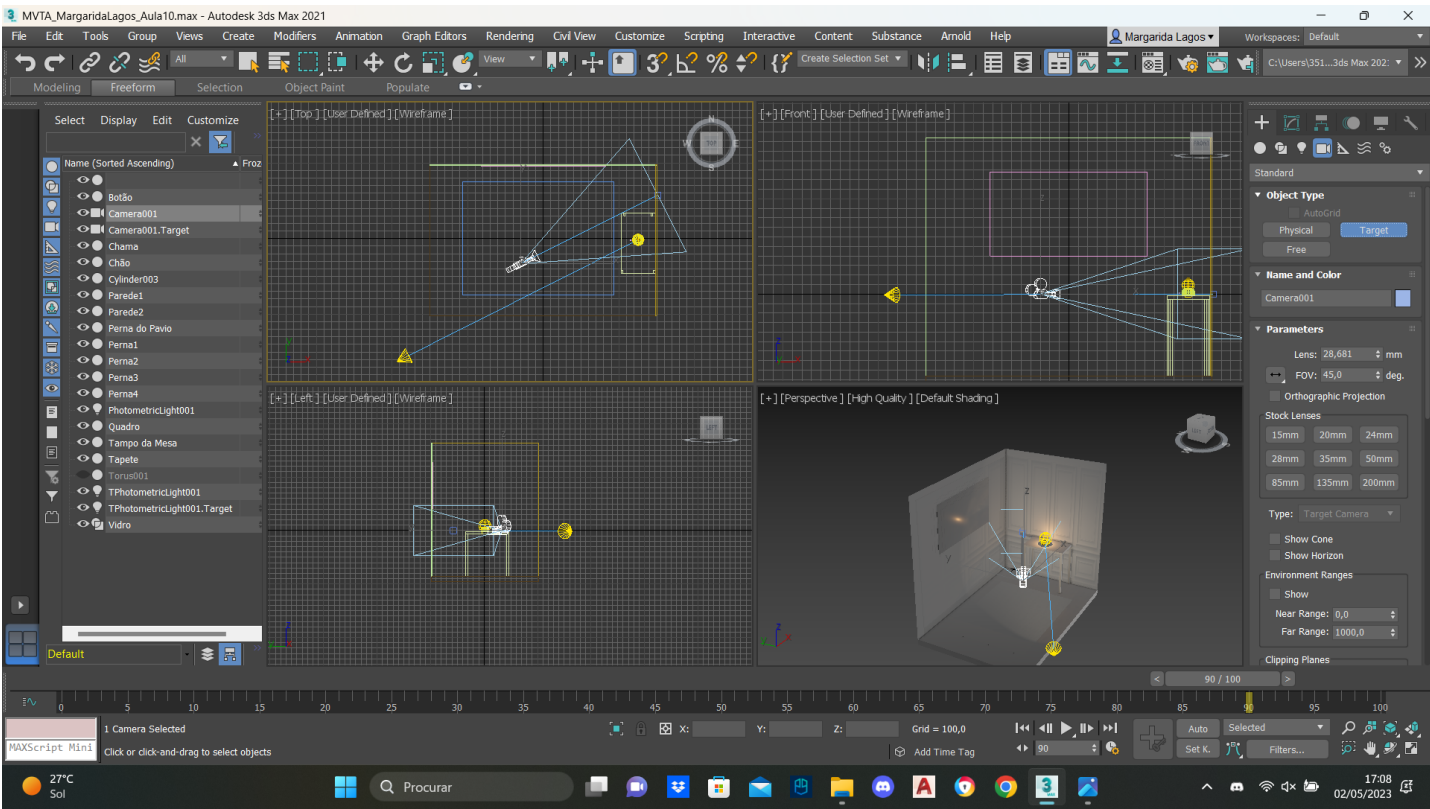 MVTA_MargaridaLagos_Aula10.max - Autodesk 3ds Max 2021
File Edit Tools Group Views Create Modifiers Animation Graph Editors Rendering Civil View Customize Scripting Interactive Content Substance Arnold Help Margarida Lagos Workspaces: Default
All View Create Selection Set C:\Users\351...3ds Max 202:
Modeling Freeform Selection Object Paint Populate
Select Display Edit Customize
Name (Sorted Ascending) Froz
Botão
Camera001
Camera001.Target
Chama
Chão
Cylinder003
Parede1
Parede2
Perna do Pavio
Perna1
Perna2
Perna3
Perna4
PhotometricLight001
Quadro
Tampo da Mesa
Tapete
Torus001
TPhotometricLight001
TPhotometricLight001.Target
Vidro
Default
[+] [Top ] [User Defined ] [Wireframe ]
N
W TOP E
S
[+] [Front ] [User Defined ] [Wireframe ]
[+] [Left ] [User Defined ] [Wireframe ]
LEFT
[+] [Perspective ] [High Quality ] [Default Shading ]
Standard
Object Type
AutoGrid
Physical Target
Free
Name and Color
Camera001
Parameters
Lens: 28,681 mm
FOV: 45,0 deg.
Orthographic Projection
Stock Lenses
15mm 20mm 24mm
28mm 35mm 50mm
85mm 135mm 200mm
Type: Target Camera
Show Cone
Show Horizon
Environment Ranges
Show
Near Range: 0,0
Far Range: 1000,0
Clipping Planes
< 90 / 100 >
0 5 10 15 20 25 30 35 40 45 50 55 60 65 70 75 80 85 90 95 100
1 Camera Selected X: Y: Z: Grid = 100,0 Auto Selected
MAXScript Mini Click or click-and-drag to select objects Add Time Tag 90 Set K. Filters...
27°C
Sol
Procurar
17:08
02/05/2023